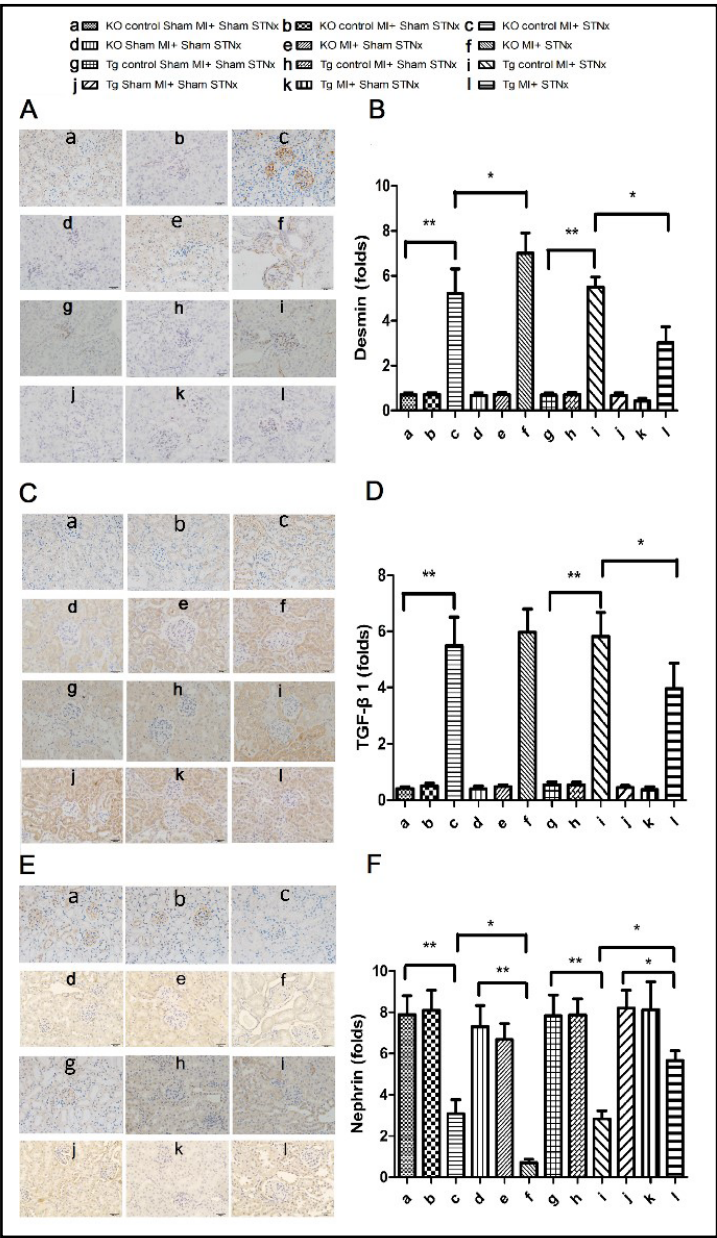 a KO control Sham MI+ Sham STNx b KO control MI+ Sham STNx c KO control MI+ STNx
d KO Sham MI+ Sham STNx e KO MI+ Sham STNx f KO MI+ STNx
g Tg control Sham MI+ Sham STNx h Tg control MI+ Sham STNx i Tg control MI+ STNx
j Tg Sham MI+ Sham STNx k Tg MI+ Sham STNx l Tg MI+ STNx
A
a b c
d e f
g h i
j k l
B
Desmin (folds)
10
8
6
4
2
0
** * ** *
a b c d e f g h i j k l
C
a b c
d e f
g h i
j k l
D
TGF-β 1 (folds)
8
6
4
2
0
** ** *
a b c d e f g h i j k l
E
a b c
d e f
g h i
j k l
F
Nephrin (folds)
10
8
6
4
2
0
* *
** ** ** *
a b c d e f g h i j k l